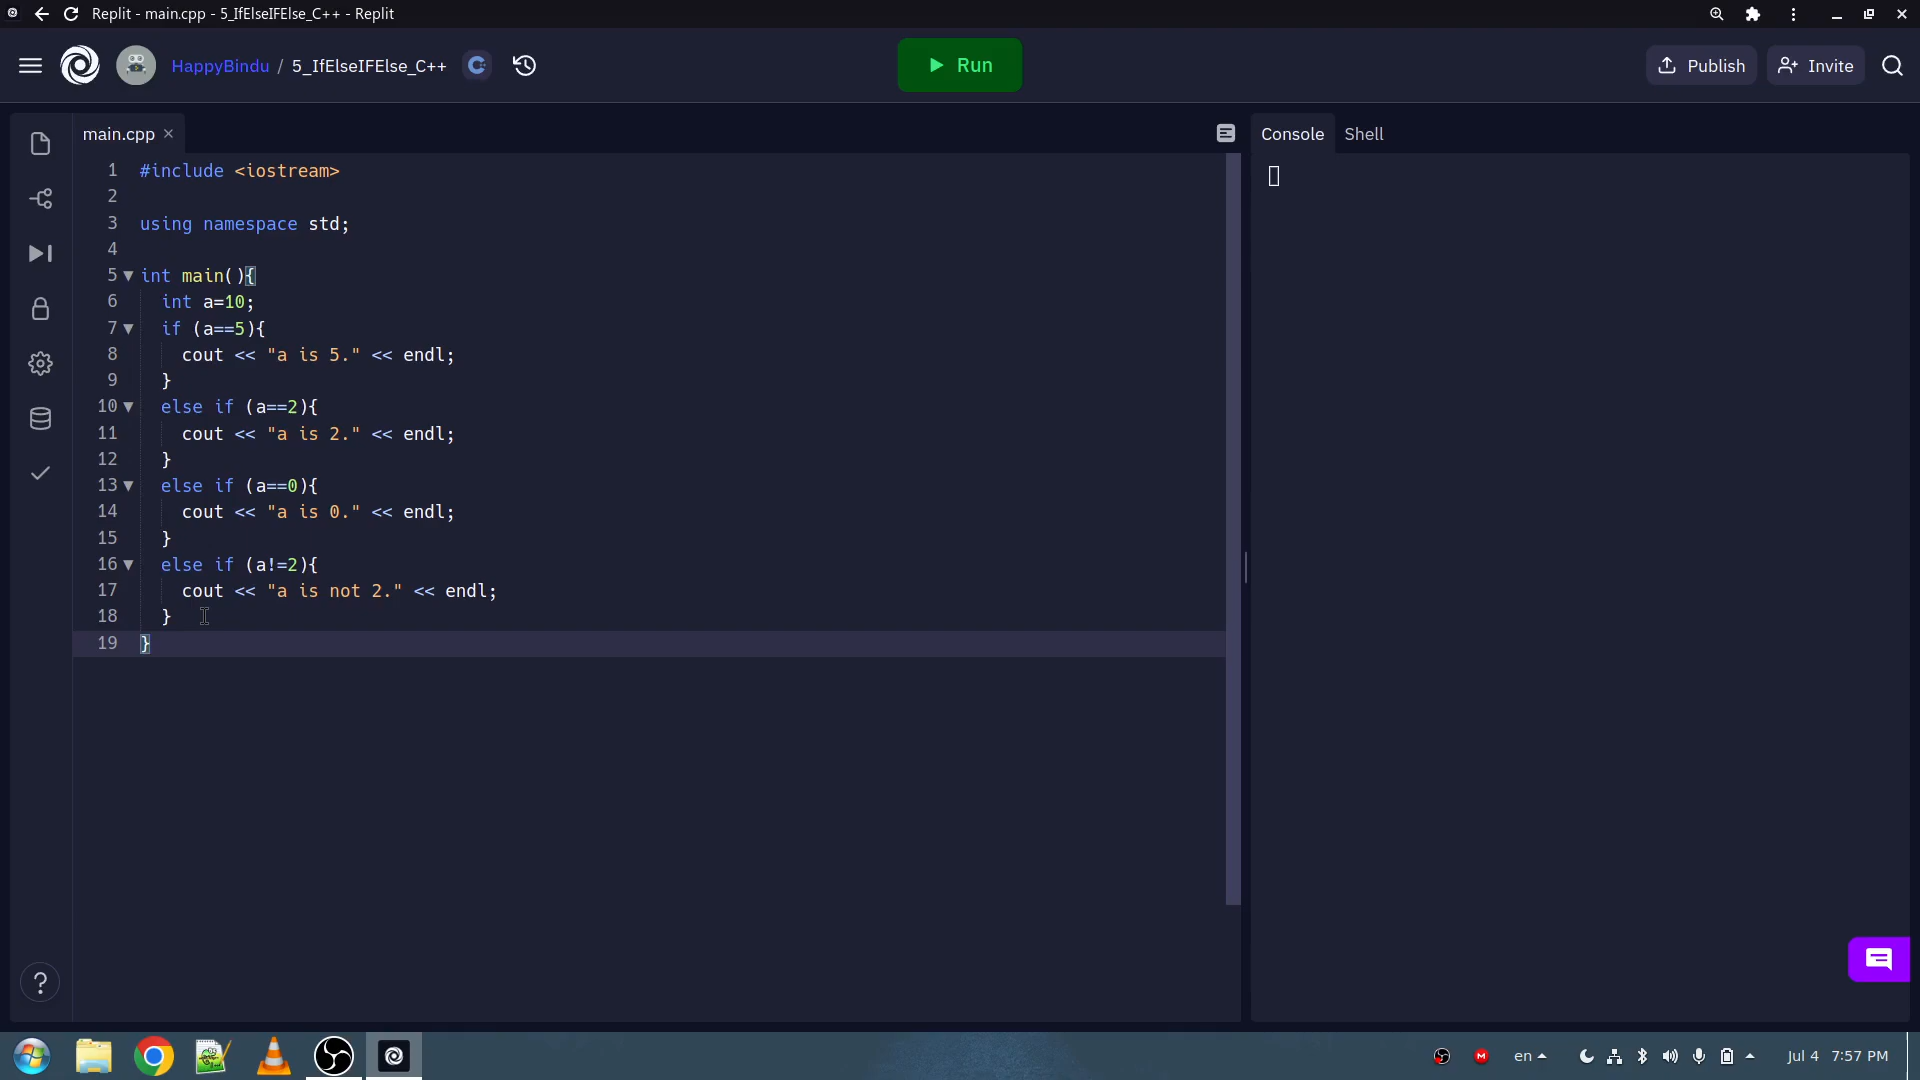 Replit - main.cpp - 5_IfElseIFElse_C++ - Replit
HappyBindu / 5_IfElseIFElse_C++
Run
Publish
Invite
main.cpp
Console
Shell
1 #include <iostream>
2
3 using namespace std;
4
5 int main(){
6 int a=10;
7 if (a==5){
8 cout << "a is 5." << endl;
9 }
10 else if (a==2){
11 cout << "a is 2." << endl;
12 }
13 else if (a==0){
14 cout << "a is 0." << endl;
15 }
16 else if (a!=2){
17 cout << "a is not 2." << endl;
18 }
19 }
?
en
Jul 4 7:57 PM